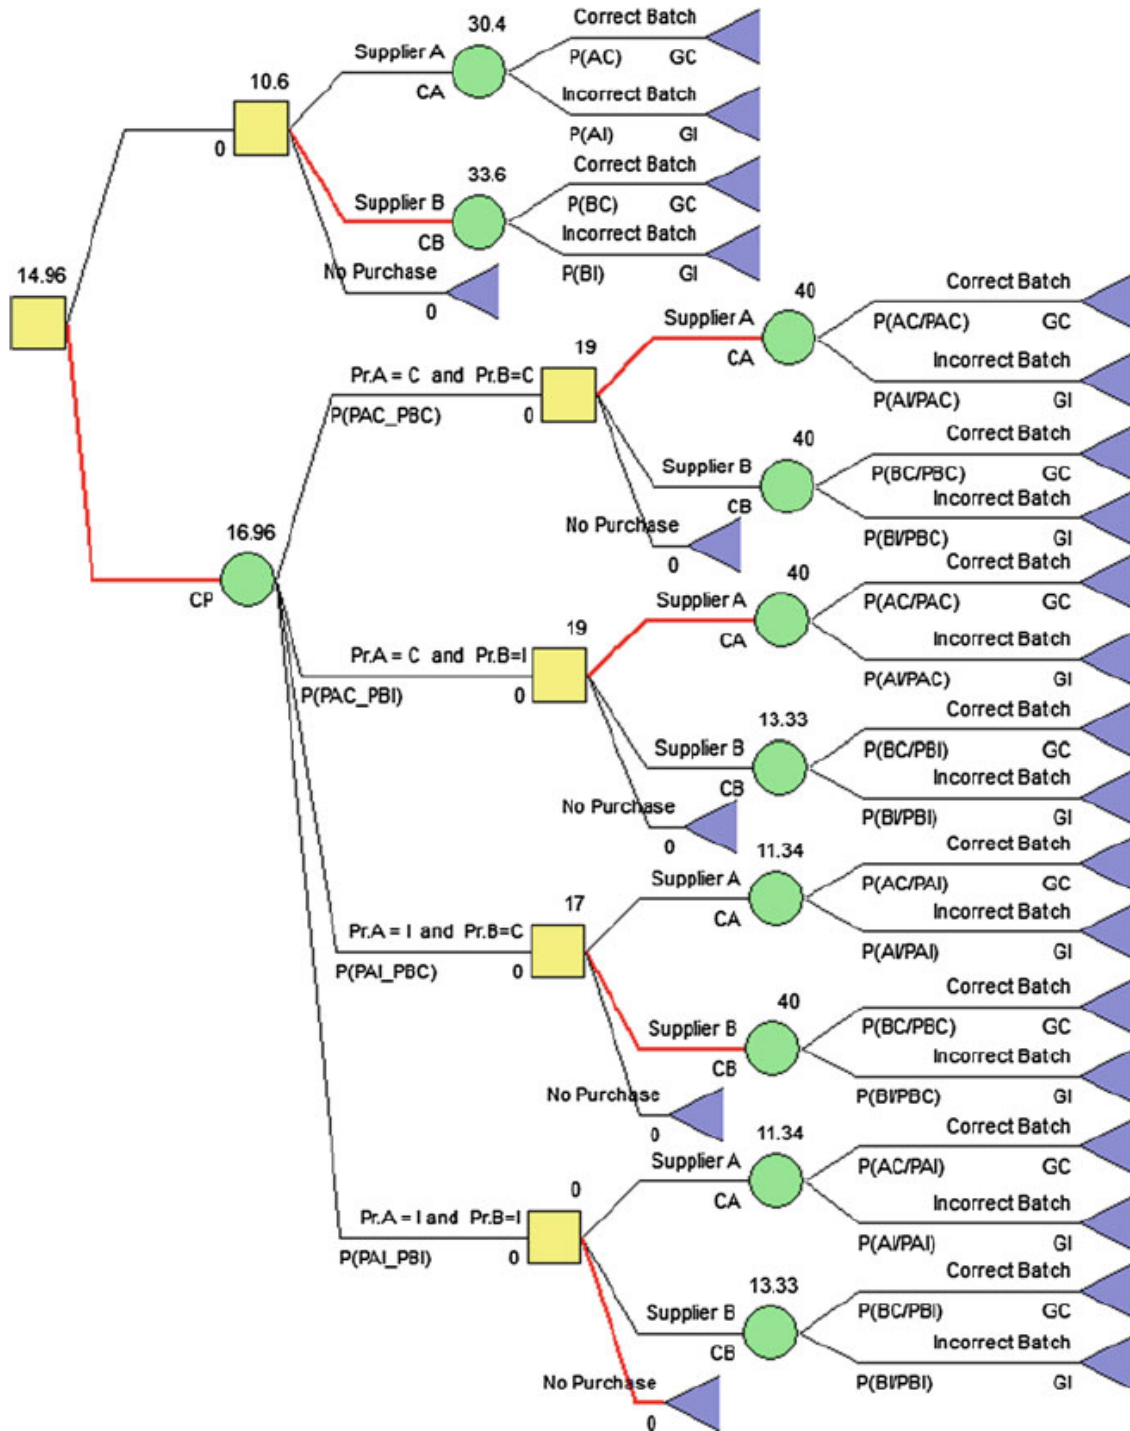 30.4
Correct Batch
Supplier A
P(AC) GC
10.6
CA
Incorrect Batch
0
P(AI) GI
33.6
Correct Batch
Supplier B
P(BC) GC
CB
Incorrect Batch
14.96
No Purchase
P(BI) GI
0
40
Correct Batch
Supplier A
P(AC/PAC) GC
19
CA
Incorrect Batch
Pr.A = C and Pr.B=C
P(PAC_PBC)
0
P(AI/PAC) GI
40
Correct Batch
Supplier B
P(BC/PBC) GC
CB
Incorrect Batch
No Purchase
P(BI/PBC) GI
0
16.96
CP
40
Correct Batch
Supplier A
P(AC/PAC) GC
19
CA
Incorrect Batch
Pr.A = C and Pr.B=I
P(PAC_PBI)
0
P(AI/PAC) GI
13.33
Correct Batch
Supplier B
P(BC/PBI) GC
CB
Incorrect Batch
No Purchase
P(BI/PBI) GI
0
11.34
Correct Batch
Supplier A
P(AC/PAI) GC
17
CA
Incorrect Batch
Pr.A = I and Pr.B=C
P(PAI_PBC)
0
P(AI/PAI) GI
40
Correct Batch
Supplier B
P(BC/PBC) GC
CB
Incorrect Batch
No Purchase
P(BI/PBC) GI
0
11.34
Correct Batch
Supplier A
P(AC/PAI) GC
0
CA
Incorrect Batch
Pr.A = I and Pr.B=I
P(PAI_PBI)
0
P(AI/PAI) GI
13.33
Correct Batch
Supplier B
P(BC/PBI) GC
CB
Incorrect Batch
No Purchase
P(BI/PBI) GI
0